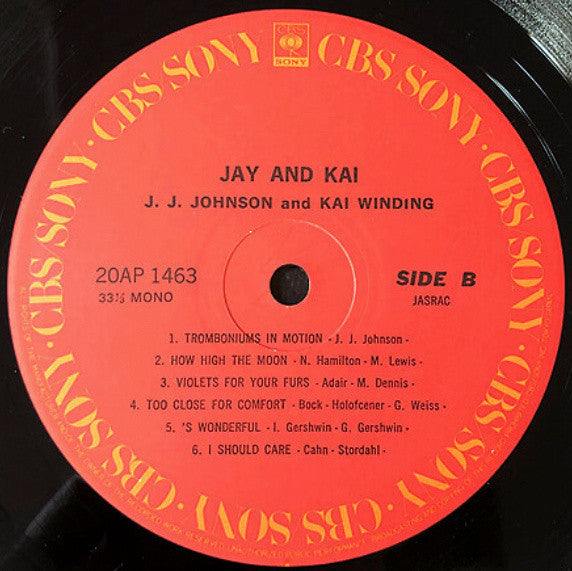 CBS SONY · CBS SONY · CBS SONY · CBS SONY · CBS SONY · CBS SONY · CBS SONY
CBS
SONY
JAY AND KAI
J. J. JOHNSON and KAI WINDING
20AP 1463
SIDE B
33⅓ MONO
JASRAC
1. TROMBONIUMS IN MOTION - J. J. Johnson -
2. HOW HIGH THE MOON - N. Hamilton - M. Lewis -
3. VIOLETS FOR YOUR FURS - Adair - M. Dennis -
4. TOO CLOSE FOR COMFORT - Bock - Holofcener - G. Weiss -
5. 'S WONDERFUL - I. Gershwin - G. Gershwin -
6. I SHOULD CARE - Cahn - Stordahl -